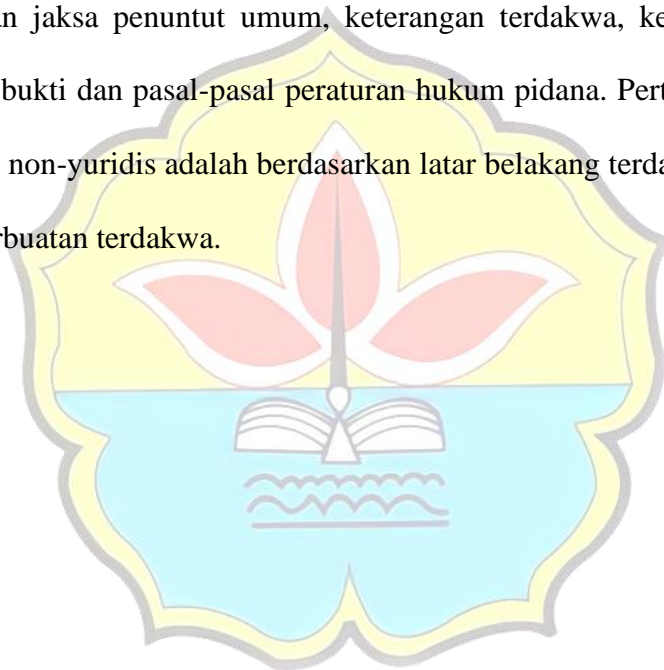 an jaksa penuntut umum, keterangan terdakwa, ke
bukti dan pasal-pasal peraturan hukum pidana. Pert
non-yuridis adalah berdasarkan latar belakang terda
rbuatan terdakwa.